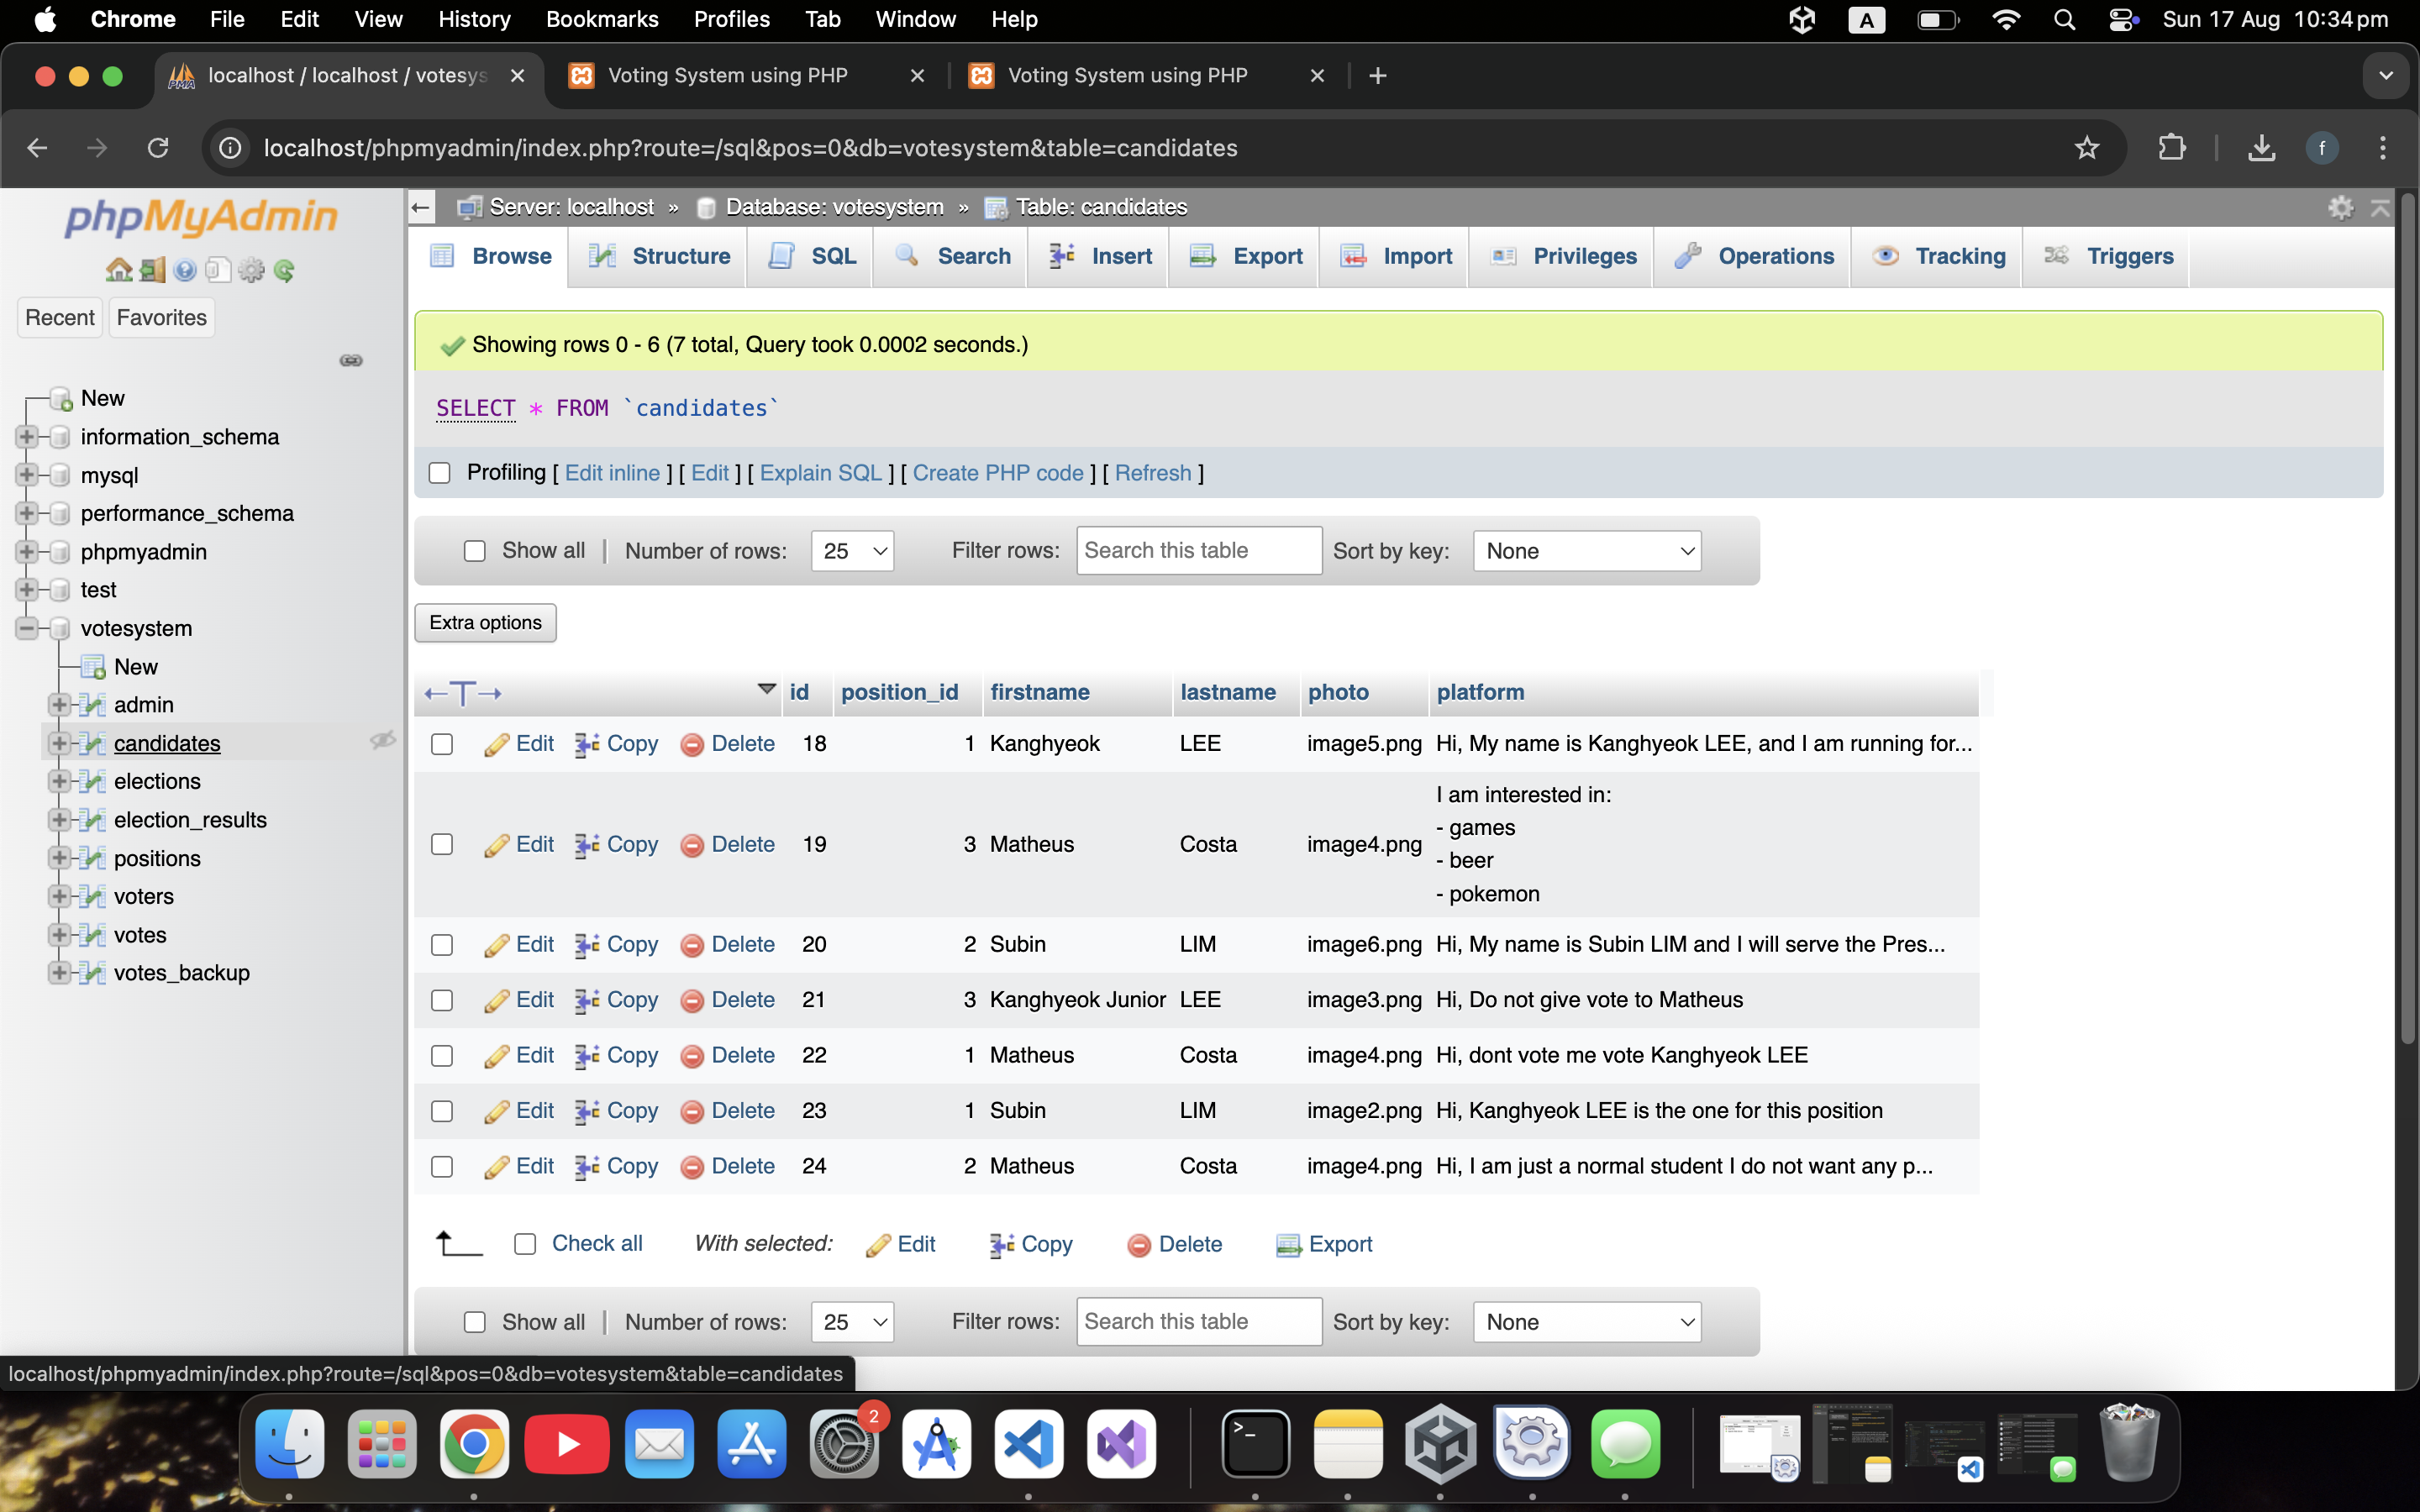 Chrome File Edit View History Bookmarks Profiles Tab Window Help A Sun 17 Aug 10:34 pm
localhost / localhost / votesys Voting System using PHP Voting System using PHP
localhost/phpmyadmin/index.php?route=/sql&pos=0&db=votesystem&table=candidates f
phpMyAdmin
Recent Favorites
New
information_schema
mysql
performance_schema
phpmyadmin
test
votesystem
New
admin
candidates
elections
election_results
positions
voters
votes
votes_backup
Server: localhost » Database: votesystem » Table: candidates
Browse Structure SQL Search Insert Export Import Privileges Operations Tracking Triggers
Showing rows 0 - 6 (7 total, Query took 0.0002 seconds.)
SELECT * FROM `candidates`
Profiling [ Edit inline ] [ Edit ] [ Explain SQL ] [ Create PHP code ] [ Refresh ]
Show all | Number of rows: 25 Filter rows: Search this table Sort by key: None
Extra options
←T→ id position_id firstname lastname photo platform
Edit Copy Delete 18 1 Kanghyeok LEE image5.png Hi, My name is Kanghyeok LEE, and I am running for...
Edit Copy Delete 19 3 Matheus Costa image4.png I am interested in:
- games
- beer
- pokemon
Edit Copy Delete 20 2 Subin LIM image6.png Hi, My name is Subin LIM and I will serve the Pres...
Edit Copy Delete 21 3 Kanghyeok Junior LEE image3.png Hi, Do not give vote to Matheus
Edit Copy Delete 22 1 Matheus Costa image4.png Hi, dont vote me vote Kanghyeok LEE
Edit Copy Delete 23 1 Subin LIM image2.png Hi, Kanghyeok LEE is the one for this position
Edit Copy Delete 24 2 Matheus Costa image4.png Hi, I am just a normal student I do not want any p...
Check all With selected: Edit Copy Delete Export
Show all | Number of rows: 25 Filter rows: Search this table Sort by key: None
localhost/phpmyadmin/index.php?route=/sql&pos=0&db=votesystem&table=candidates
2